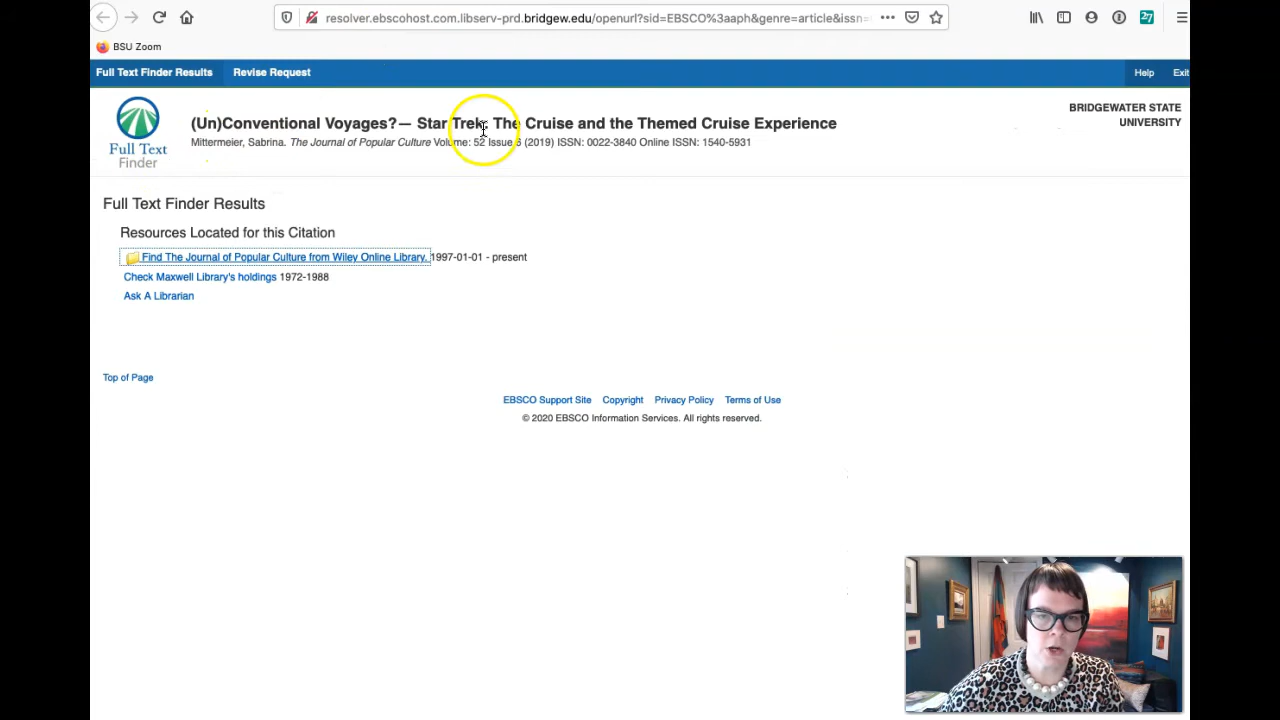 resolver.ebscohost.com.libserv-prd.bridgew.edu/openurl?sid=EBSCO%3aaph&genre=article&issn=
27
BSU Zoom
Full Text Finder Results Revise Request Help Exit
(Un)Conventional Voyages?— Star Trek: The Cruise and the Themed Cruise Experience
Mittermeier, Sabrina. The Journal of Popular Culture Volume: 52 Issue 6 (2019) ISSN: 0022-3840 Online ISSN: 1540-5931
BRIDGEWATER STATE
UNIVERSITY
Full Text
Finder
Full Text Finder Results
Resources Located for this Citation
Find The Journal of Popular Culture from Wiley Online Library. 1997-01-01 - present
Check Maxwell Library's holdings 1972-1988
Ask A Librarian
Top of Page
EBSCO Support Site Copyright Privacy Policy Terms of Use
© 2020 EBSCO Information Services. All rights reserved.